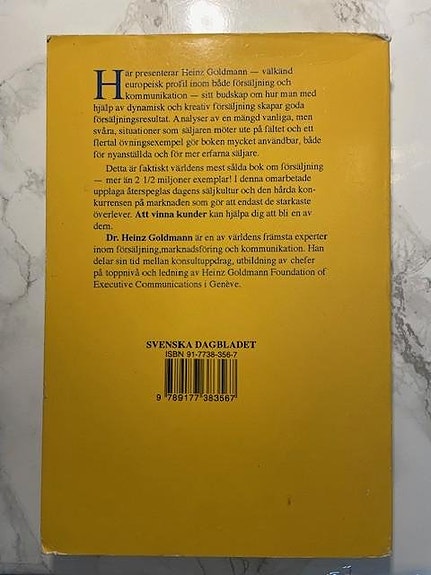 Här presenterar Heinz Goldmann — välkänd
europeisk profil inom både försäljning och
kommunikation — sitt budskap om hur man med
hjälp av dynamisk och kreativ försäljning skapar goda
försäljningsresultat. Analyser av en mängd vanliga, men
svåra, situationer som säljaren möter ute på fältet och ett
flertal övningsexempel gör boken mycket användbar, både
för nyanställda och för mer erfarna säljare.
Detta är faktiskt världens mest sålda bok om försäljning
— mer än 2 1/2 miljoner exemplar! I denna omarbetade
upplaga återspeglas dagens säljkultur och den hårda kon-
kurrensen på marknaden som gör att endast de starkaste
överlever. Att vinna kunder kan hjälpa dig att bli en av
dem.
Dr. Heinz Goldmann är en av världens främsta experter
inom försäljning,marknadsföring och kommunikation. Han
delar sin tid mellan konsultuppdrag, utbildning av chefer
på toppnivå och ledning av Heinz Goldmann Foundation of
Executive Communications i Genève.
SVENSKA DAGBLADET
ISBN 91-7738-356-7
9 789177 383567